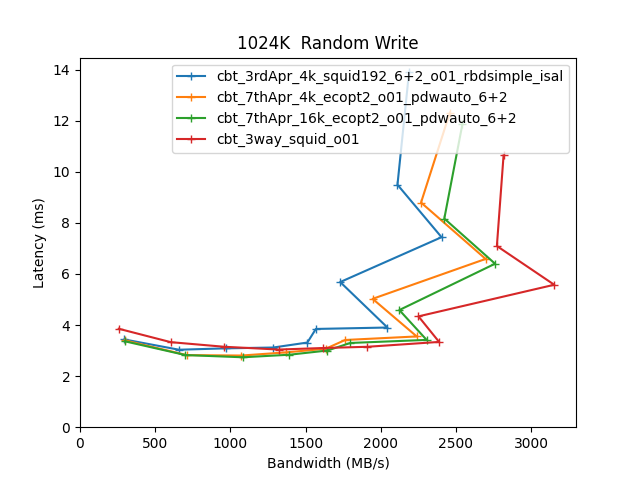 1024K  Random Write
14
12
10
8
6
4
2
0
Latency (ms)
cbt_3rdApr_4k_squid192_6+2_o01_rbdsimple_isal
cbt_7thApr_4k_ecopt2_o01_pdwauto_6+2
cbt_7thApr_16k_ecopt2_o01_pdwauto_6+2
cbt_3way_squid_o01
0 500 1000 1500 2000 2500 3000
Bandwidth (MB/s)